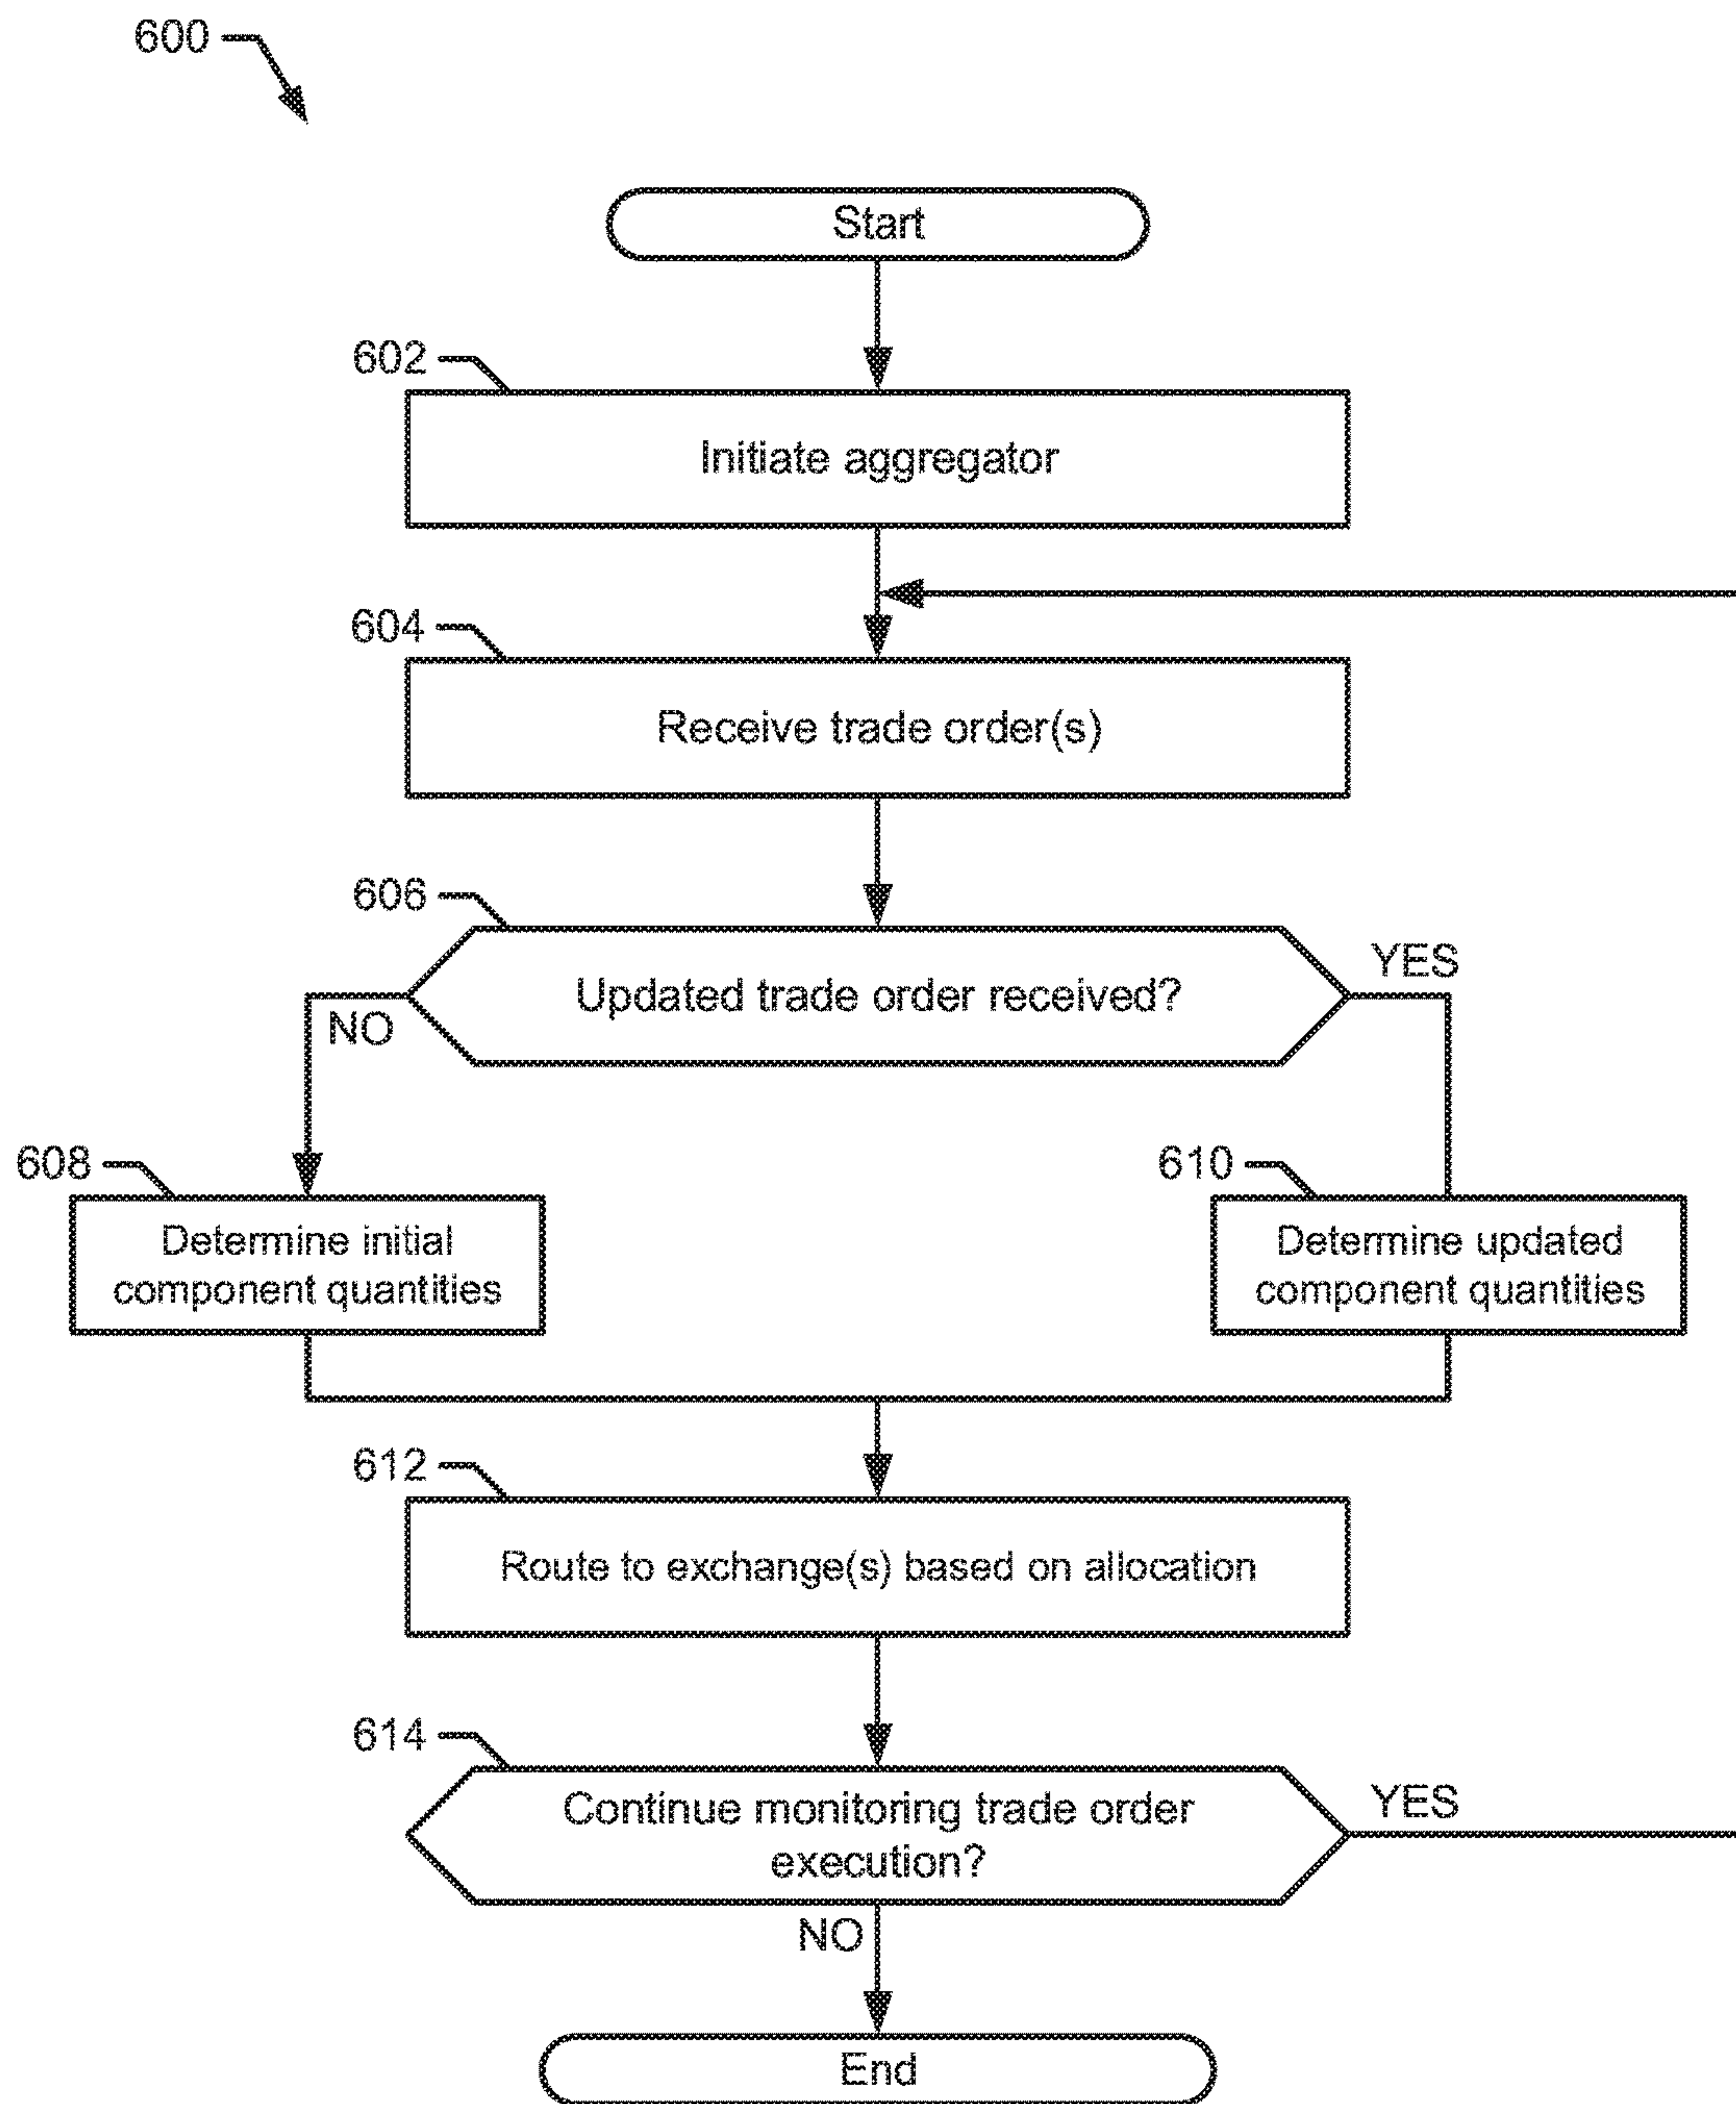 600
Start
602
Initiate aggregator
604
Receive trade order(s)
606
Updated trade order received?
YES
NO
608
Determine initial
component quantities
610
Determine updated
component quantities
612
Route to exchange(s) based on allocation
614
Continue monitoring trade order
execution?
YES
NO
End